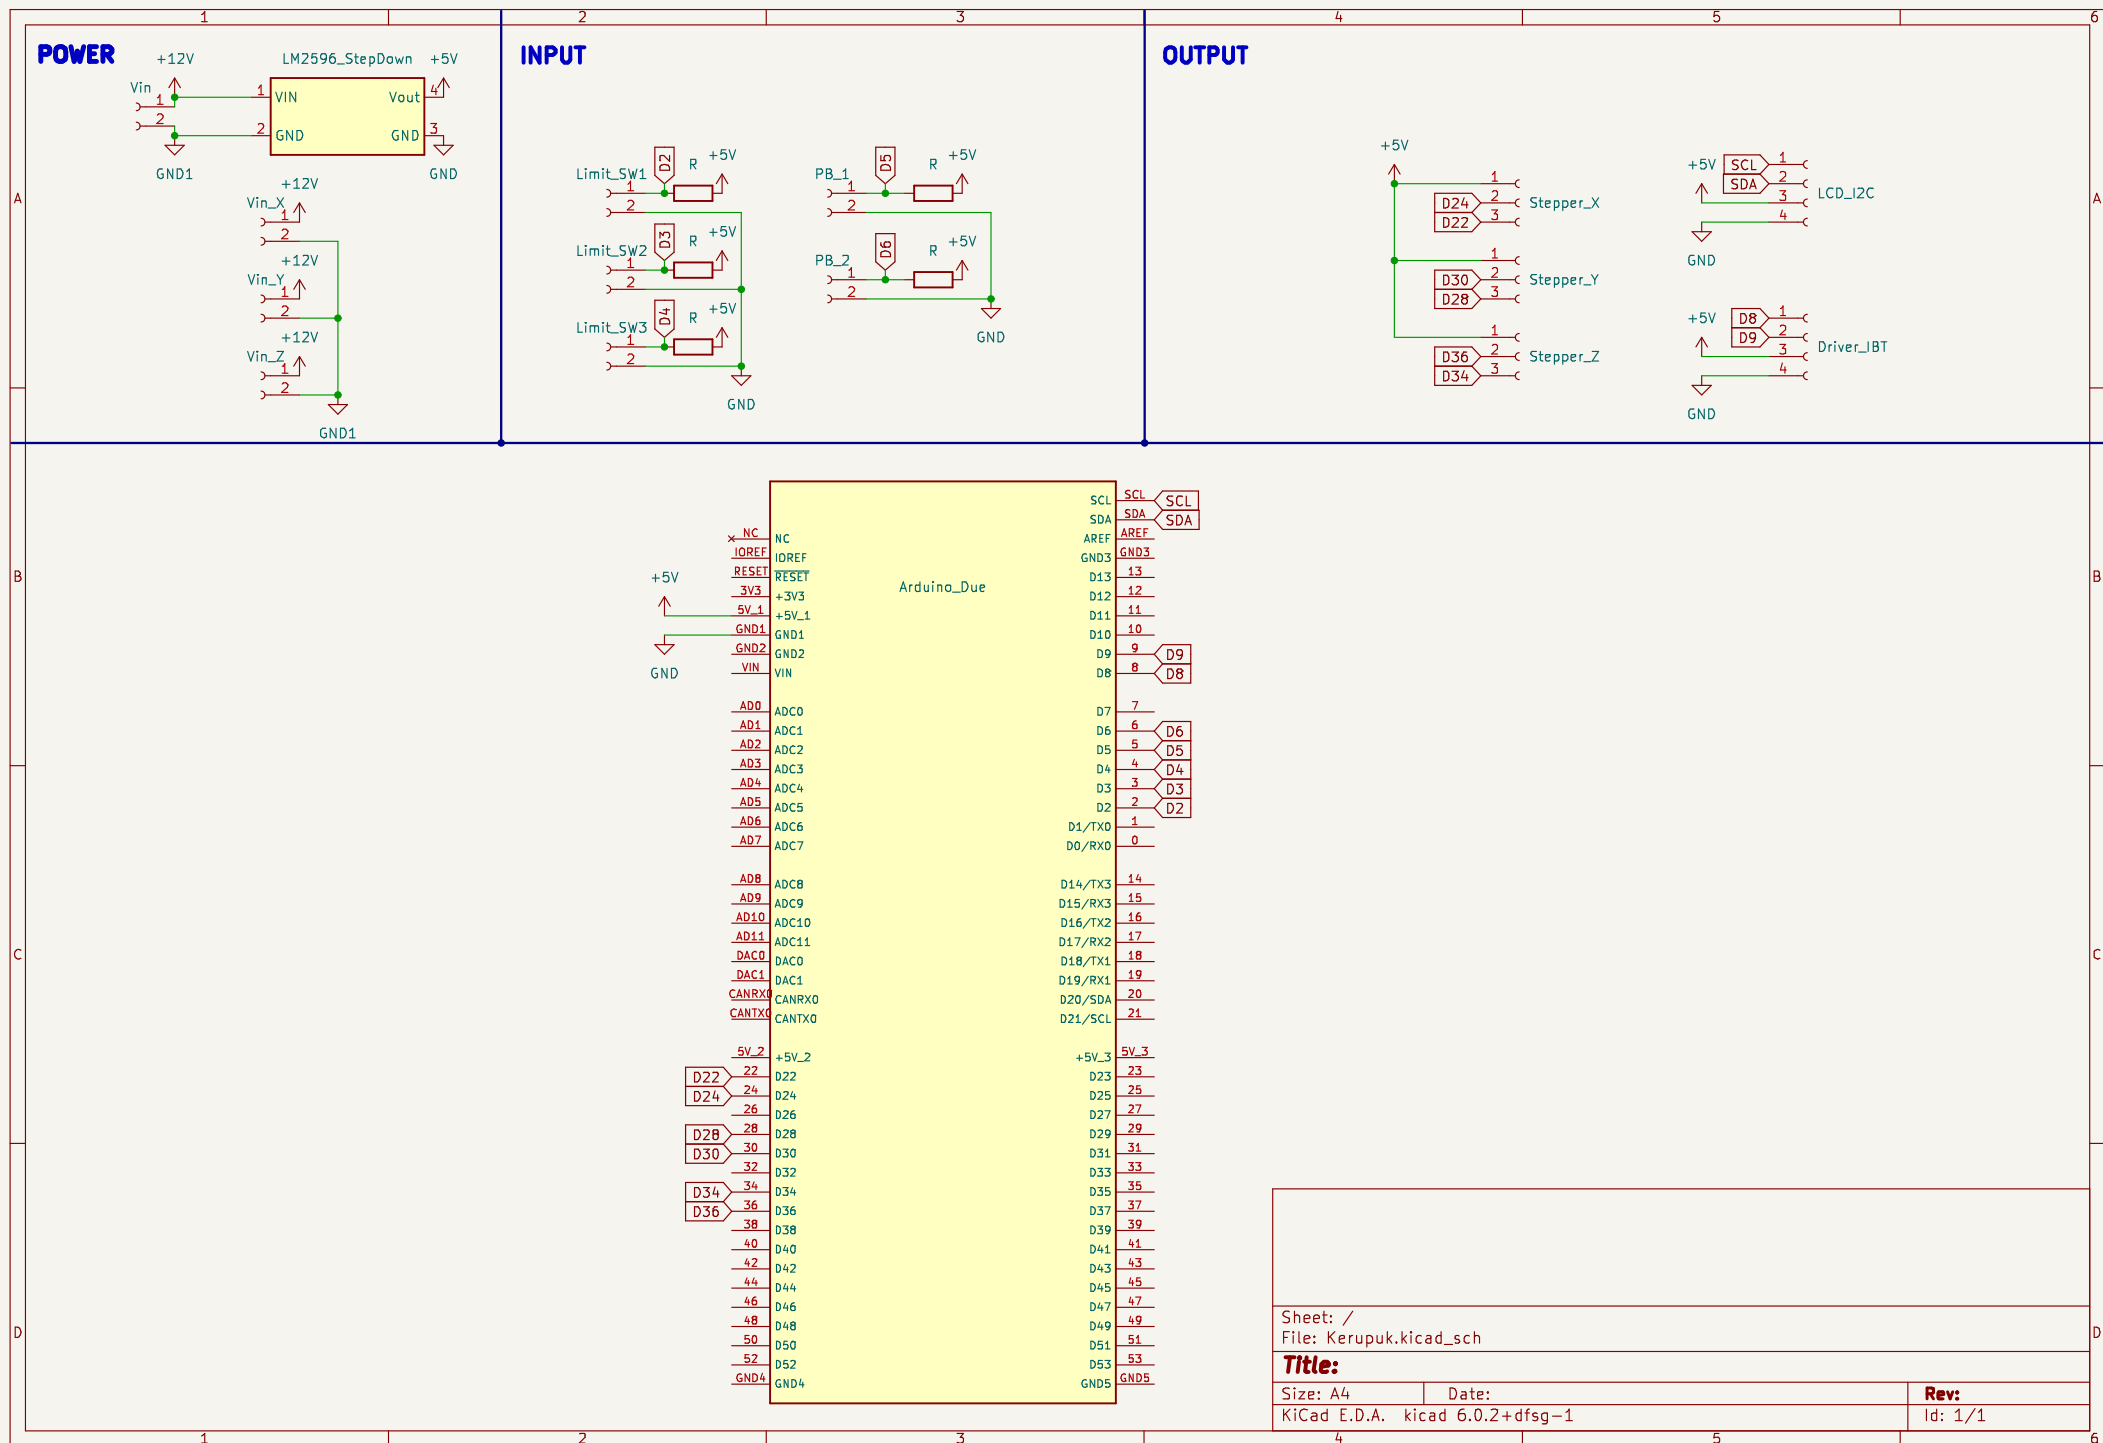 1 2 3 4 5 6
POWER
+12V
LM2596_StepDown
+5V
Vin
1
2
1 VIN
2 GND
Vout 4
GND 3
GND1
GND
+12V
Vin_X
1
2
+12V
Vin_Y
1
2
+12V
Vin_Z
1
2
GND1
INPUT
D2
R
+5V
Limit_SW1
1
2
D3
R
+5V
Limit_SW2
1
2
D4
R
+5V
Limit_SW3
1
2
GND
D5
R
+5V
PB_1
1
2
D6
R
+5V
PB_2
1
2
GND
OUTPUT
+5V
1
D24 2 Stepper_X
D22 3
1
D30 2 Stepper_Y
D28 3
1
D36 2 Stepper_Z
D34 3
+5V
SCL 1
SDA 2
3
4
LCD_I2C
GND
+5V
D8 1
D9 2
3
4
Driver_IBT
GND
A A
B B
C C
D D
Arduino_Due
+5V
GND
NC NC
IOREF IOREF
RESET RESET
3V3 +3V3
5V_1 +5V_1
GND1 GND1
GND2 GND2
VIN VIN
AD0 ADC0
AD1 ADC1
AD2 ADC2
AD3 ADC3
AD4 ADC4
AD5 ADC5
AD6 ADC6
AD7 ADC7
AD8 ADC8
AD9 ADC9
AD10 ADC10
AD11 ADC11
DAC0 DAC0
DAC1 DAC1
CANRX0 CANRX0
CANTX0 CANTX0
5V_2 +5V_2
D22 22 D22
D24 24 D24
26 D26
D28 28 D28
D30 30 D30
32 D32
D34 34 D34
D36 36 D36
38 D38
40 D40
42 D42
44 D44
46 D46
48 D48
50 D50
52 D52
GND4 GND4
SCL SCL SCL
SDA SDA SDA
AREF AREF
GND3 GND3
D13 13
D12 12
D11 11
D10 10
D9 9 D9
D8 8 D8
D7 7
D6 6 D6
D5 5 D5
D4 4 D4
D3 3 D3
D2 2 D2
D1/TX0 1
D0/RX0 0
D14/TX3 14
D15/RX3 15
D16/TX2 16
D17/RX2 17
D18/TX1 18
D19/RX1 19
D20/SDA 20
D21/SCL 21
+5V_3 5V_3
D23 23
D25 25
D27 27
D29 29
D31 31
D33 33
D35 35
D37 37
D39 39
D41 41
D43 43
D45 45
D47 47
D49 49
D51 51
D53 53
GND5 GND5
Sheet: /
File: Kerupuk.kicad_sch
Title:
Size: A4 Date: Rev:
KiCad E.D.A. kicad 6.0.2+dfsg-1 Id: 1/1
1 2 3 4 5 6